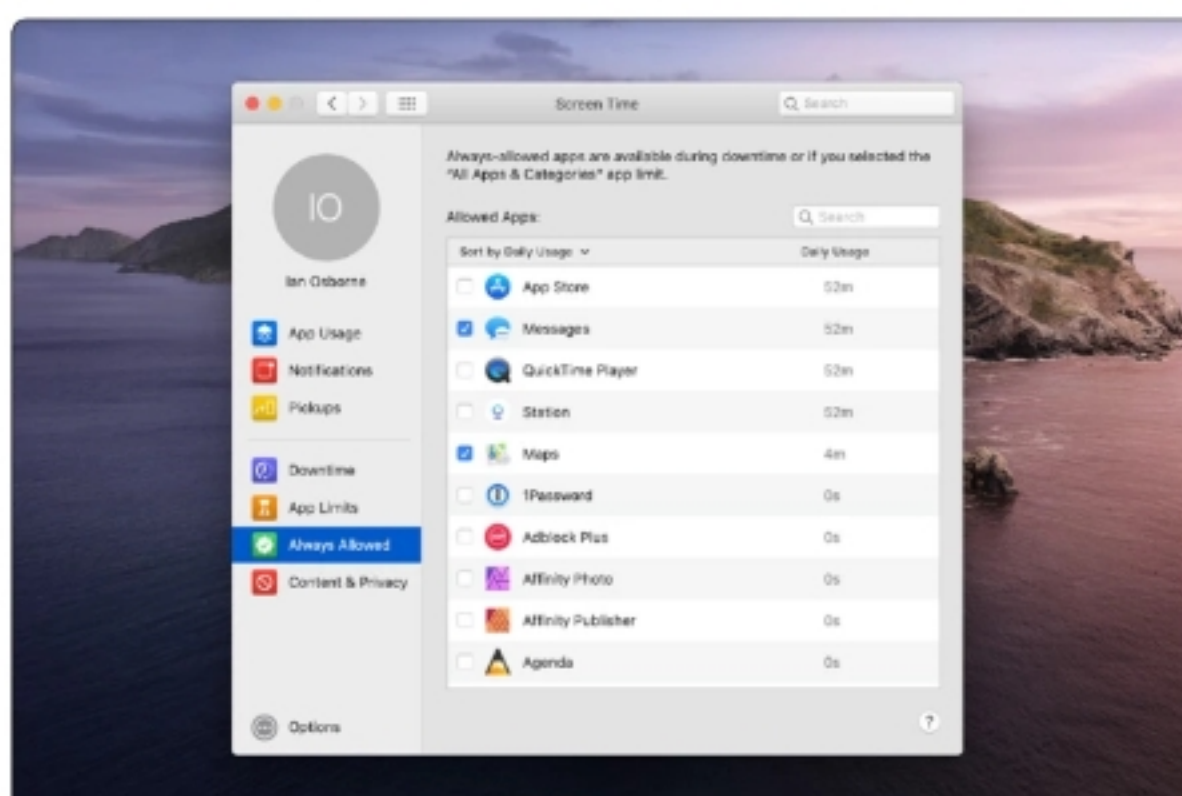 Screen Time
Search
IO
Ian Osborne
App Usage
Notifications
Pickups
Downtime
App Limits
Always Allowed
Content & Privacy
Options
Always-allowed apps are available during downtime or if you selected the
"All Apps & Categories" app limit.
Allowed Apps:
Search
Sort by Daily Usage
Daily Usage
App Store 52m
Messages 52m
QuickTime Player 52m
Station 52m
Maps 4m
1Password 0s
Adblock Plus 0s
Affinity Photo 0s
Affinity Publisher 0s
Agenda 0s
?